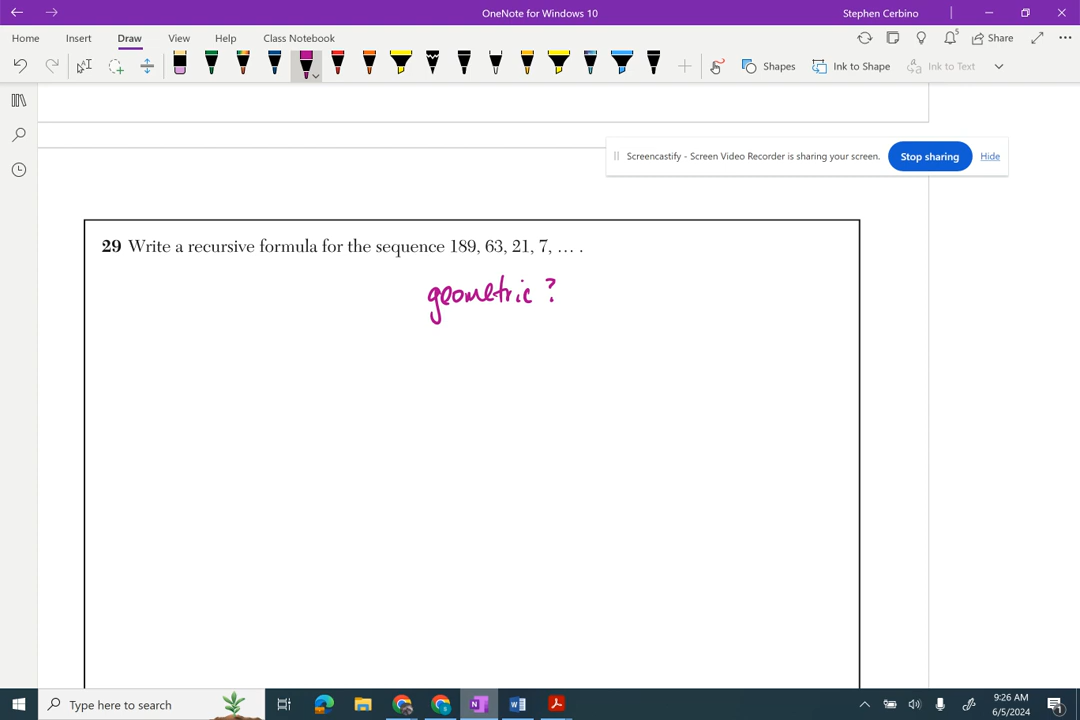 OneNote for Windows 10
Stephen Cerbino
Home Insert Draw View Help Class Notebook
5
Share
Shapes
Ink to Shape
Ink to Text
Screencastify - Screen Video Recorder is sharing your screen. Stop sharing Hide
29 Write a recursive formula for the sequence 189, 63, 21, 7, … .
geometric ?
Type here to search
9:26 AM
6/5/2024
1